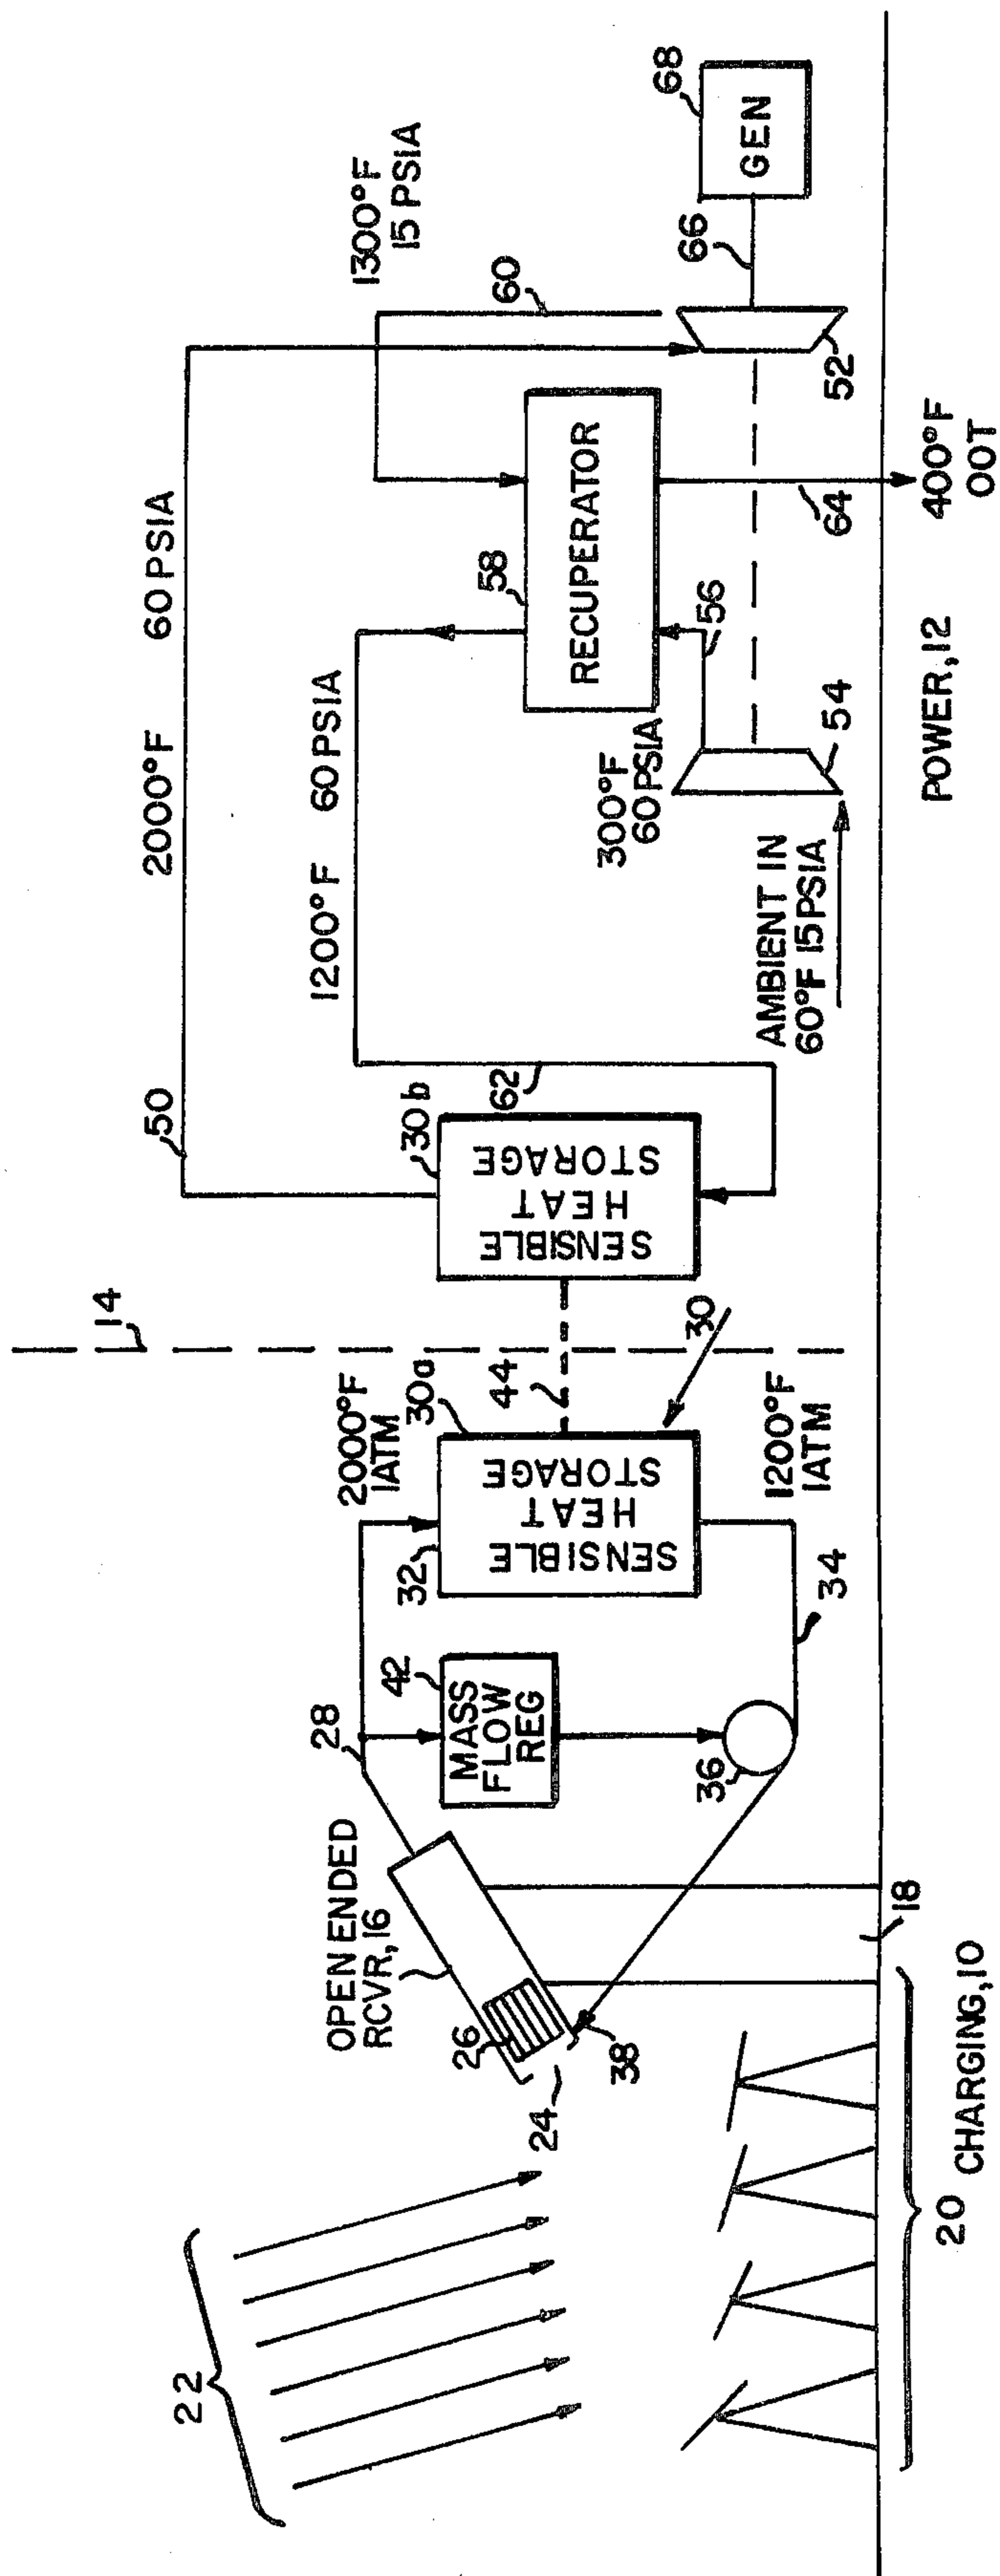 22
24
26
OPEN ENDED
RCVR, 16
28
38
18
20
CHARGING, 10
42
MASS
FLOW
REG
36
34
32
2000°F
1ATM
30a
SENSIBLE
HEAT
STORAGE
1200°F
1ATM
30
44
14
30b
SENSIBLE
HEAT
STORAGE
50
62
2000°F 60 PSIA
1200°F 60 PSIA
58
RECUPERATOR
300°F
60 PSIA
56
AMBIENT IN
60°F 15 PSIA
54
POWER, 12
64
400°F
OOT
52
60
1300°F
15 PSIA
66
68
GEN